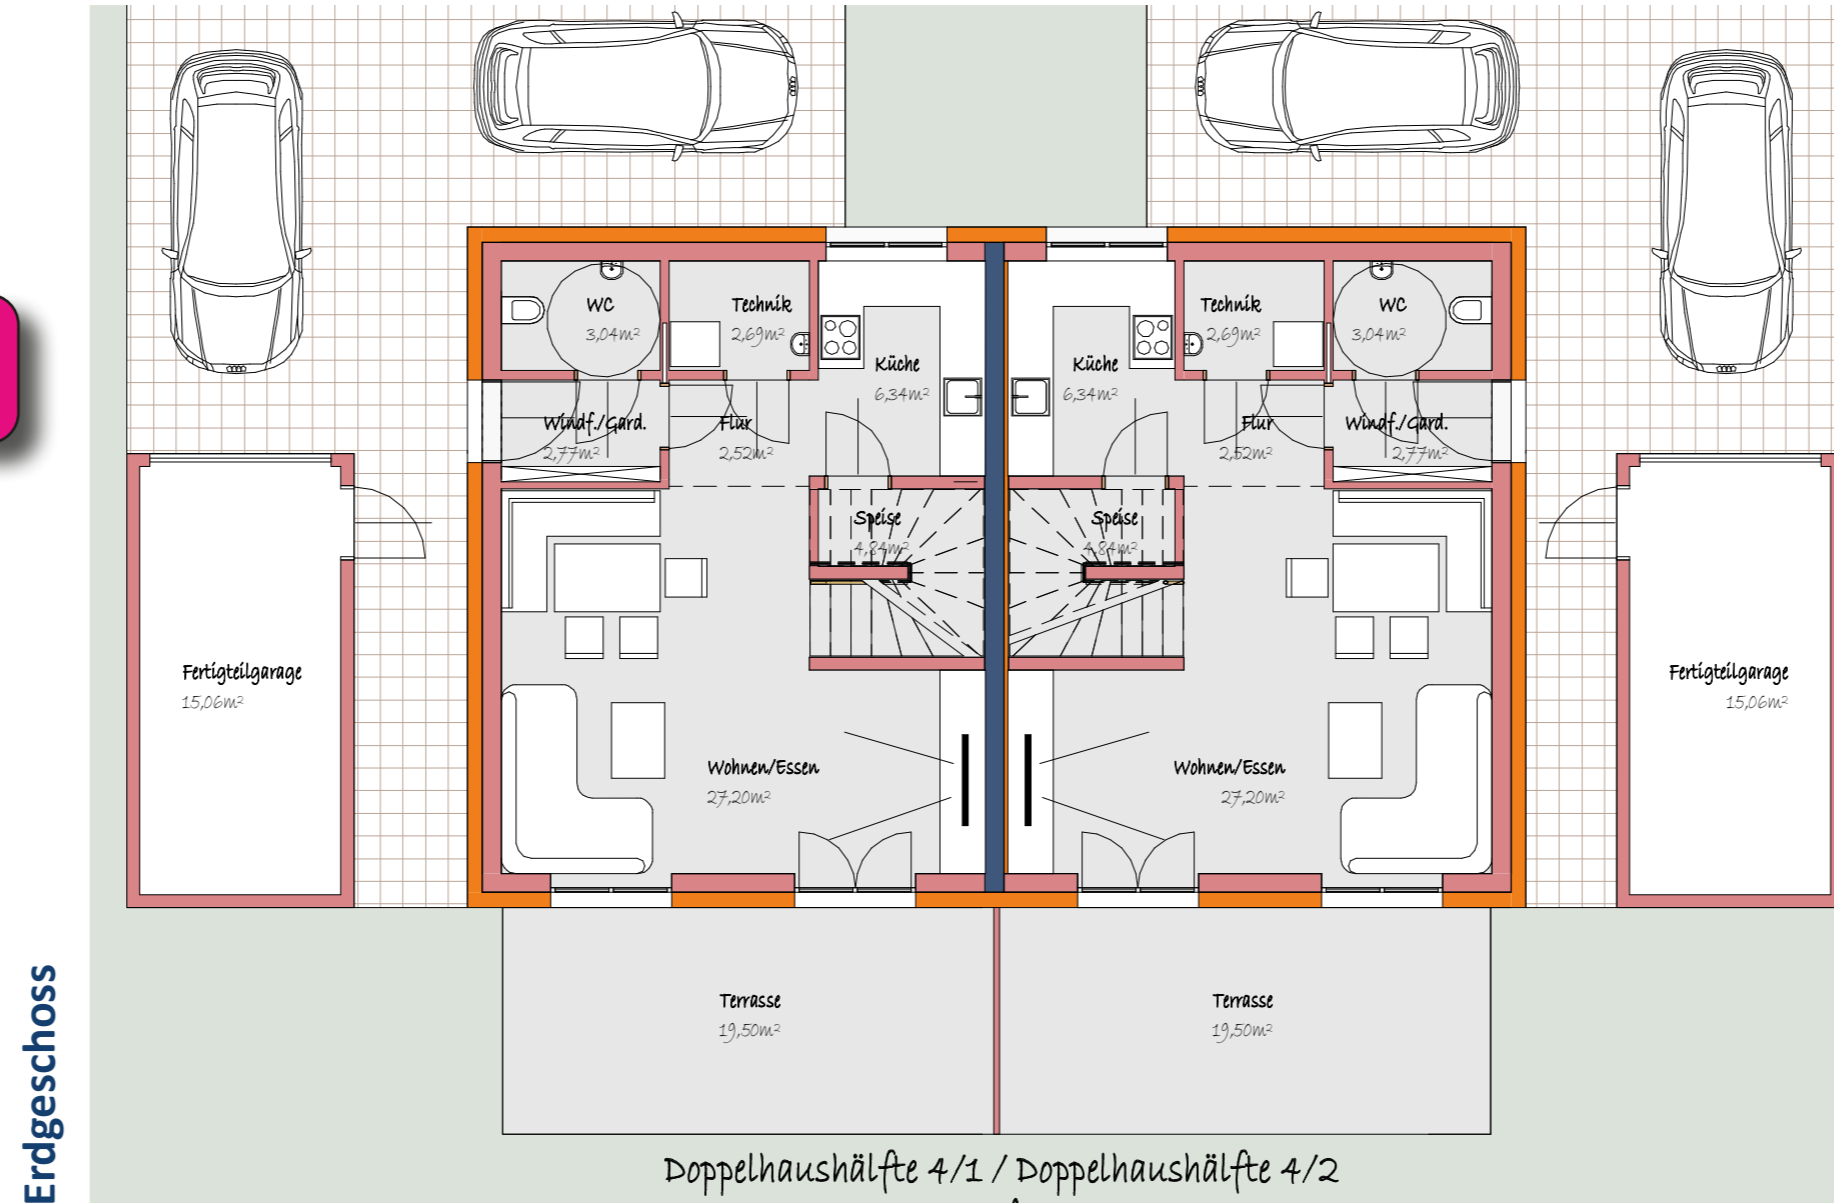 WC
3,04m²
Technik
2,69m²
Küche
6,34m²
Windf./Gard.
2,77m²
Flur
2,52m²
Speise
4,84m²
Wohnen/Essen
27,20m²
Fertigteilgarage
15,06m²
Terrasse
19,50m²
Küche
6,34m²
Technik
2,69m²
WC
3,04m²
Flur
2,52m²
Windf./Gard.
2,77m²
Speise
4,84m²
Wohnen/Essen
27,20m²
Fertigteilgarage
15,06m²
Terrasse
19,50m²
Doppelhaushälfte 4/1 / Doppelhaushälfte 4/2
Erdgeschoss